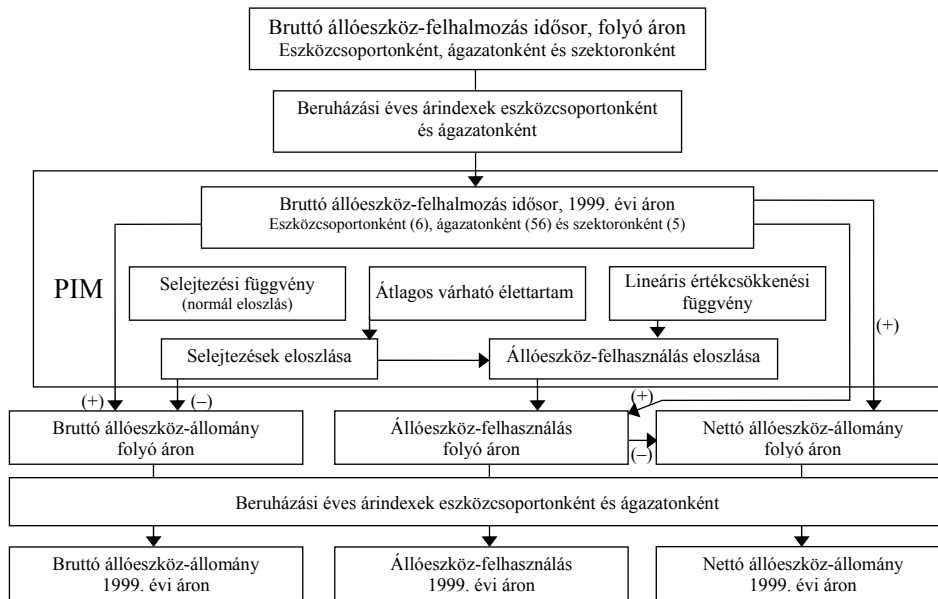 Bruttó állóeszköz-felhalmozás idősor, folyó áron
Eszközcsoportonként, ágazatonként és szektoronként
Beruházási éves árindexek eszközcsoportonként
és ágazatonként
Bruttó állóeszköz-felhalmozás idősor, 1999. évi áron
Eszközcsoportonként (6), ágazatonként (56) és szektoronként (5)
PIM
Selejtezési függvény
(normál eloszlás)
Átlagos várható élettartam
Lineáris értékcsökkenési
függvény
(+)
Selejtezések eloszlása
Állóeszköz-felhasználás eloszlása
(+)
(–)
(+)
Bruttó állóeszköz-állomány
folyó áron
Állóeszköz-felhasználás
folyó áron
(–)
Nettó állóeszköz-állomány
folyó áron
Beruházási éves árindexek eszközcsoportonként és ágazatonként
Bruttó állóeszköz-állomány
1999. évi áron
Állóeszköz-felhasználás
1999. évi áron
Nettó állóeszköz-állomány
1999. évi áron